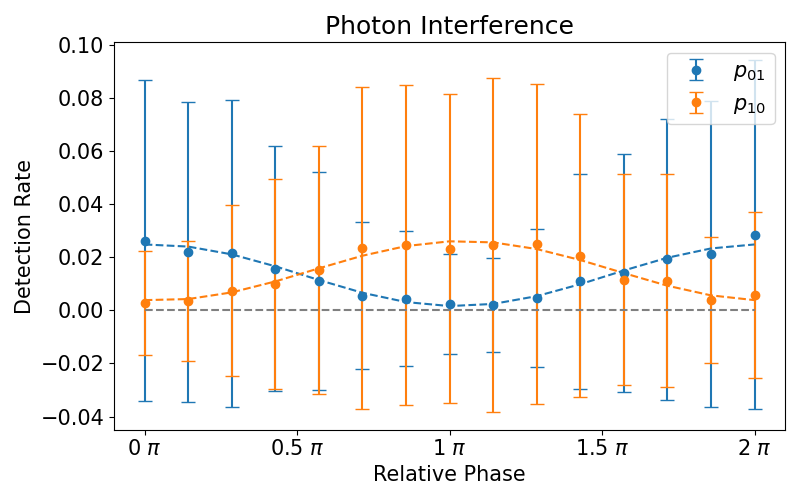 Photon Interference
0.10
0.08
0.06
0.04
0.02
0.00
−0.02
−0.04
Detection Rate
p01
p10
0 π
0.5 π
1 π
1.5 π
2 π
Relative Phase